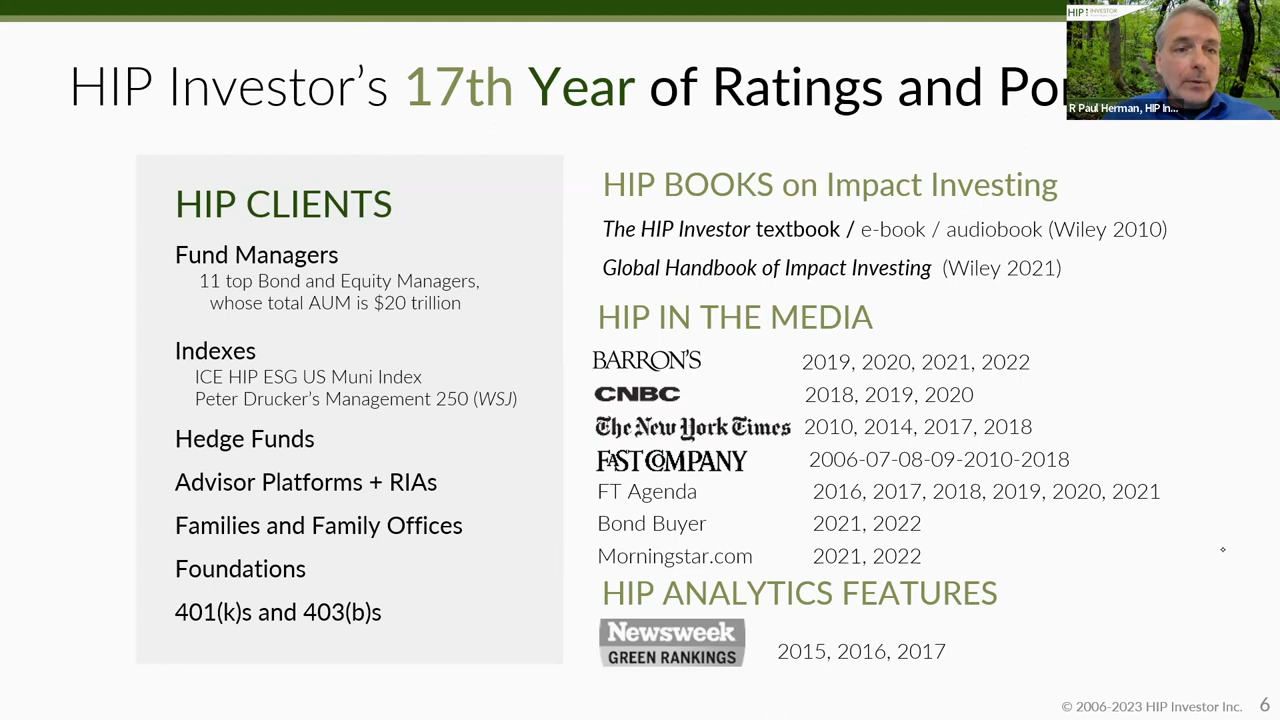 HIP Investor's 17th Year of Ratings and Po
HIP INVESTOR
R Paul Herman, HIP In...
HIP CLIENTS
Fund Managers
11 top Bond and Equity Managers,
whose total AUM is $20 trillion
Indexes
ICE HIP ESG US Muni Index
Peter Drucker's Management 250 (WSJ)
Hedge Funds
Advisor Platforms + RIAs
Families and Family Offices
Foundations
401(k)s and 403(b)s
HIP BOOKS on Impact Investing
The HIP Investor textbook / e-book / audiobook (Wiley 2010)
Global Handbook of Impact Investing (Wiley 2021)
HIP IN THE MEDIA
BARRON'S 2019, 2020, 2021, 2022
CNBC 2018, 2019, 2020
The New York Times 2010, 2014, 2017, 2018
FAST COMPANY 2006-07-08-09-2010-2018
FT Agenda 2016, 2017, 2018, 2019, 2020, 2021
Bond Buyer 2021, 2022
Morningstar.com 2021, 2022
HIP ANALYTICS FEATURES
Newsweek
GREEN RANKINGS 2015, 2016, 2017
© 2006-2023 HIP Investor Inc. 6